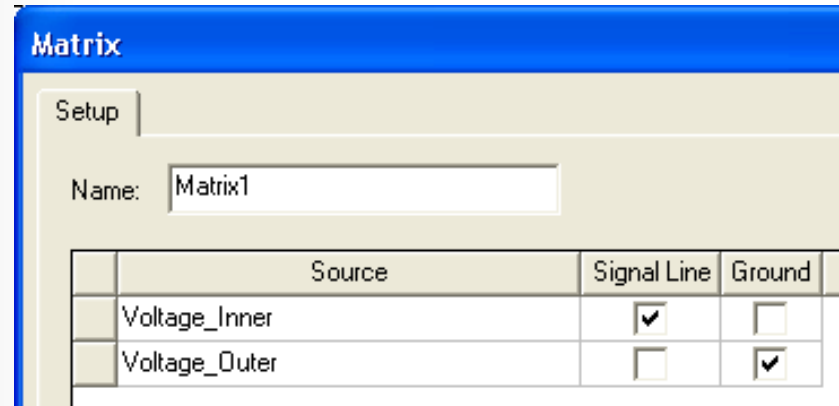 Matrix
Setup
Name: Matrix1
Source Signal Line Ground
Voltage_Inner
Voltage_Outer